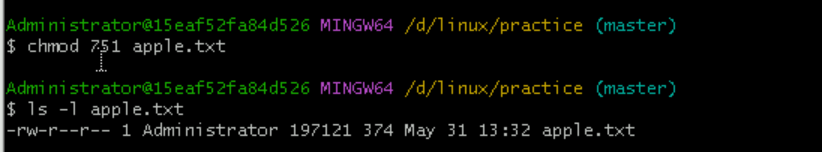 Administrator@15eaf52fa84d526 MINGW64 /d/linux/practice (master)
$ chmod 751 apple.txt
Administrator@15eaf52fa84d526 MINGW64 /d/linux/practice (master)
$ ls -l apple.txt
-rw-r--r-- 1 Administrator 197121 374 May 31 13:32 apple.txt